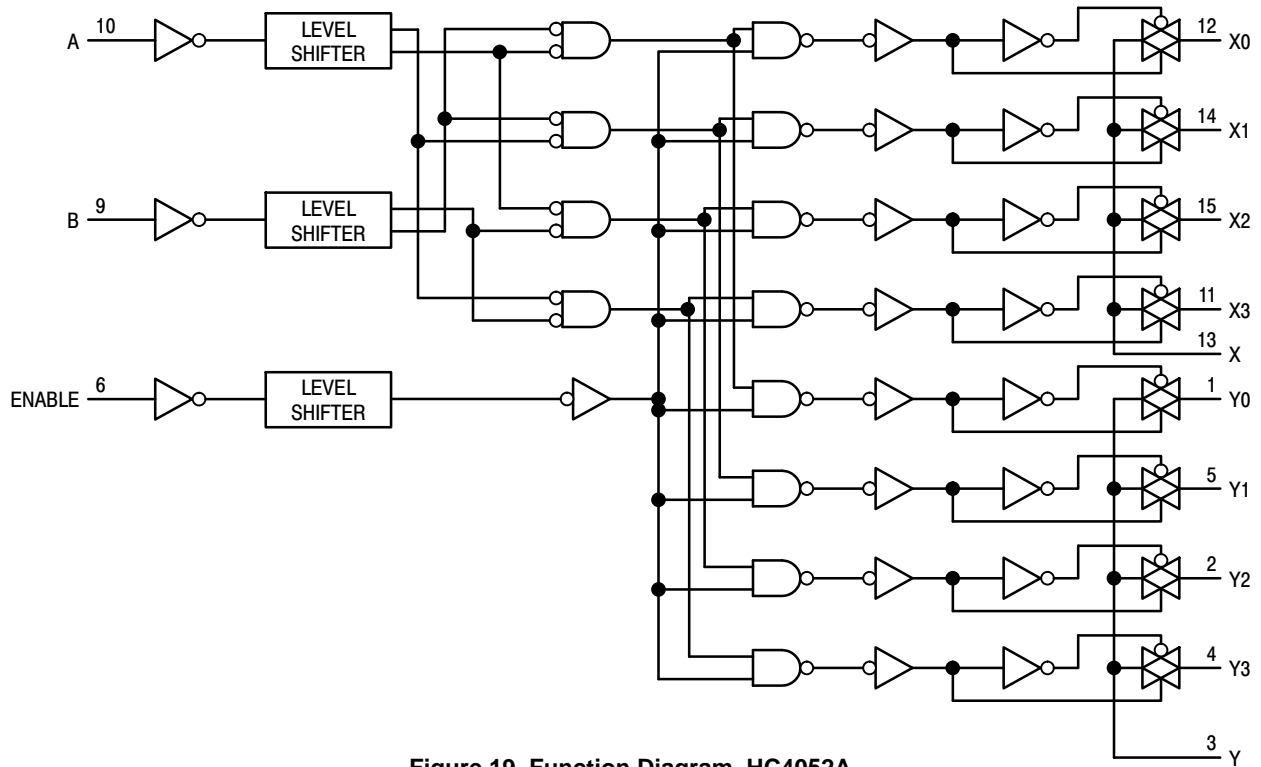 A
10
LEVEL
SHIFTER
12
X0
14
X1
B
9
LEVEL
SHIFTER
15
X2
11
X3
13
X
ENABLE
6
LEVEL
SHIFTER
1
Y0
5
Y1
2
Y2
4
Y3
3
Y
Figure 19. Function Diagram, HC4052A